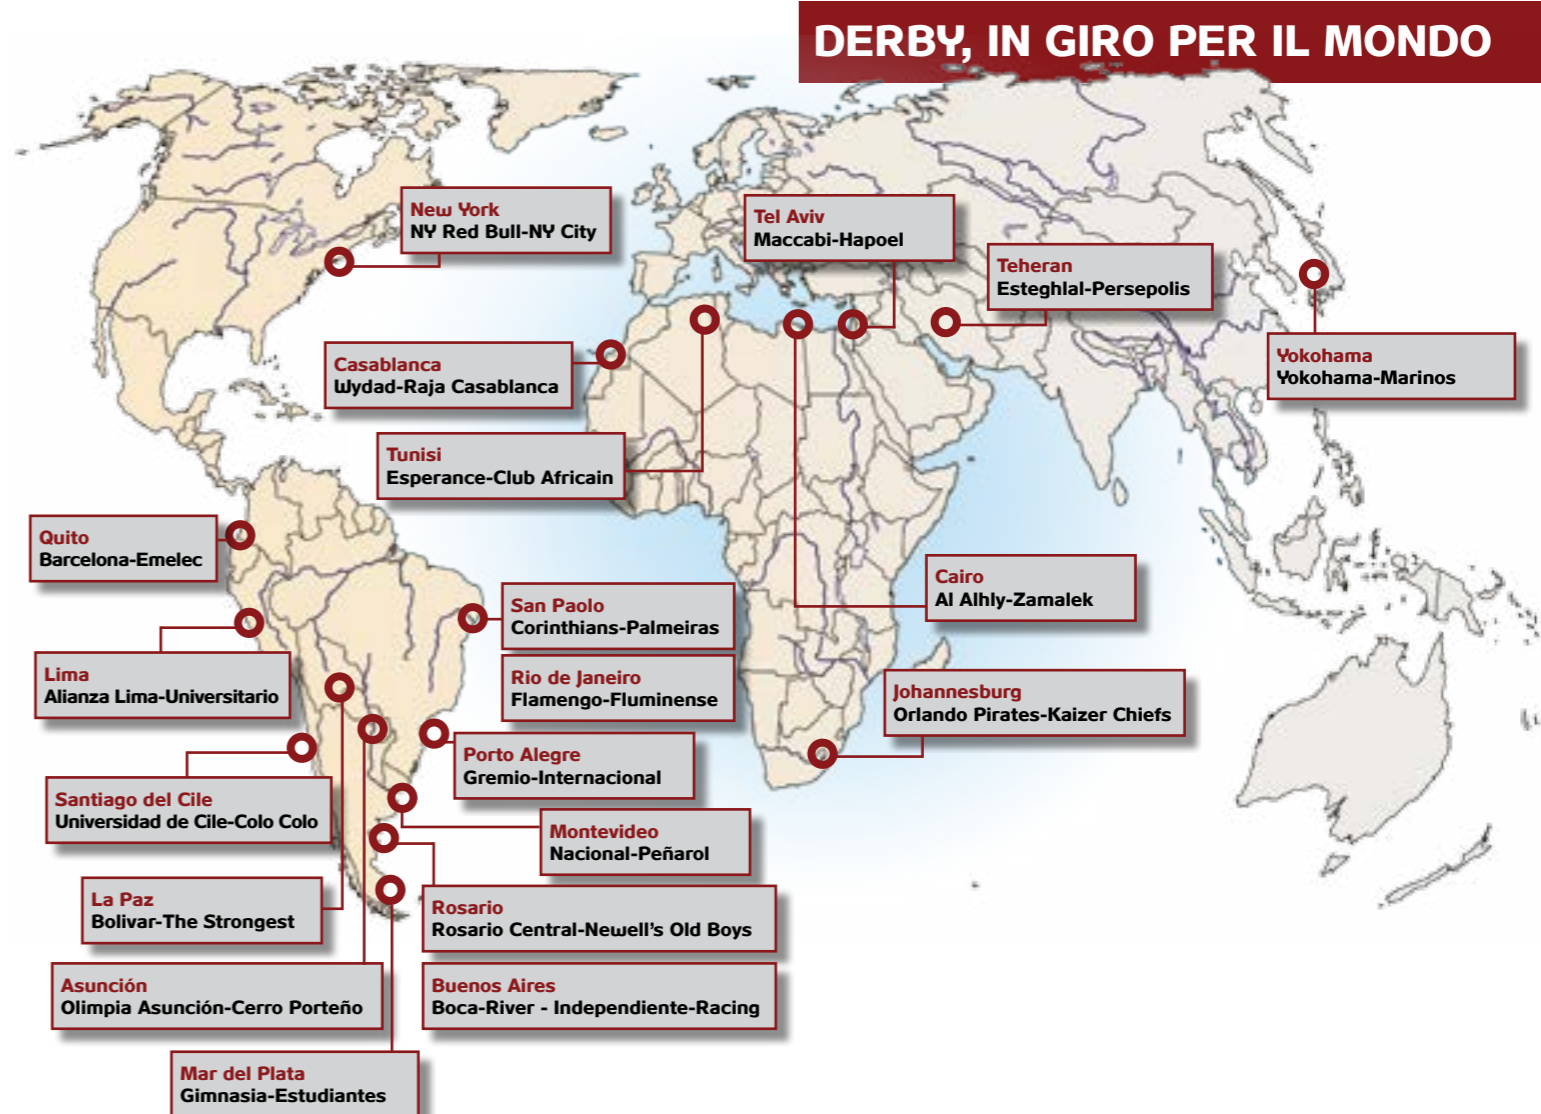 DERBY, IN GIRO PER IL MONDO
New York
NY Red Bull-NY City
Tel Aviv
Maccabi-Hapoel
Teheran
Esteghlal-Persepolis
Yokohama
Yokohama-Marinos
Casablanca
Wydad-Raja Casablanca
Tunisi
Esperance-Club Africain
Quito
Barcelona-Emelec
Cairo
Al Alhly-Zamalek
San Paolo
Corinthians-Palmeiras
Lima
Alianza Lima-Universitario
Rio de Janeiro
Flamengo-Fluminense
Johannesburg
Orlando Pirates-Kaizer Chiefs
Porto Alegre
Gremio-Internacional
Santiago del Cile
Universidad de Cile-Colo Colo
Montevideo
Nacional-Peñarol
La Paz
Bolivar-The Strongest
Rosario
Rosario Central-Newell's Old Boys
Asunción
Olimpia Asunción-Cerro Porteño
Buenos Aires
Boca-River - Independiente-Racing
Mar del Plata
Gimnasia-Estudiantes